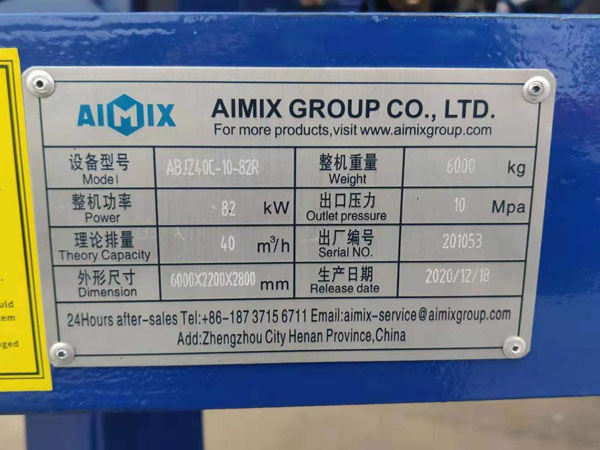 AIMIX
AIMIX GROUP CO., LTD.
For more products,visit www.aimixgroup.com
设备型号 ABJZ40C-10-82R 整机重量 6000 kg
Model Weight
整机功率 82 kW 出口压力 10 Mpa
Power Outlet pressure
理论排量 40 m³/h 出厂编号 201053
Theory Capacity Serial NO.
外形尺寸 6000X2200X2800 mm 生产日期 2020/12/18
Dimension Release date
24Hours after-sales Tel:+86-187 3715 6711 Email:aimix-service@aimixgroup.com
Add:Zhengzhou City Henan Province,China